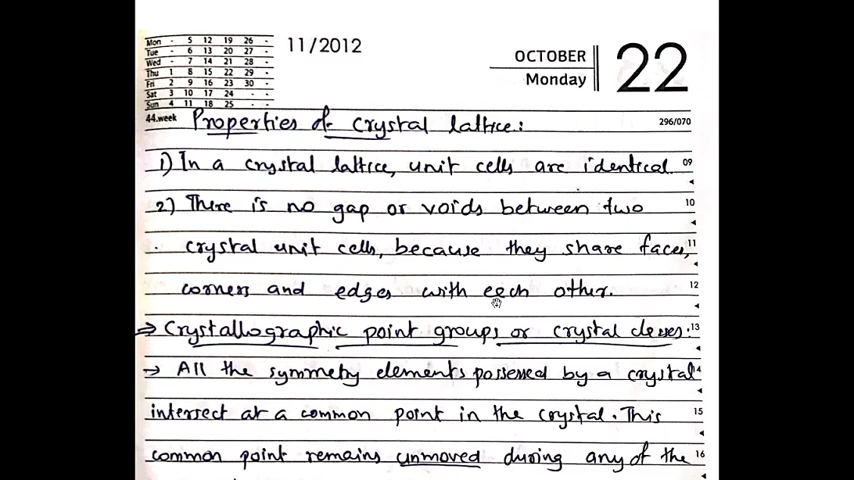 Mon - 5 12 19 26 -
Tue - 6 13 20 27 -
Wed - 7 14 21 28 -
Thu 1 8 15 22 29 -
Fri 2 9 16 23 30 -
Sat 3 10 17 24 - -
Sun 4 11 18 25 - -
11/2012
OCTOBER
Monday
22
44.week
296/070
Properties of crystal lattice:
1) In a crystal lattice, unit cells are identical. 09
2) There is no gap or voids between two 10
crystal unit cells, because they share faces, 11
corners and edges with each other. 12
⇒ Crystallographic point groups or crystal classes: 13
→ All the symmetry elements possessed by a crystal 14
intersect at a common point in the crystal. This 15
common point remains unmoved during any of the 16